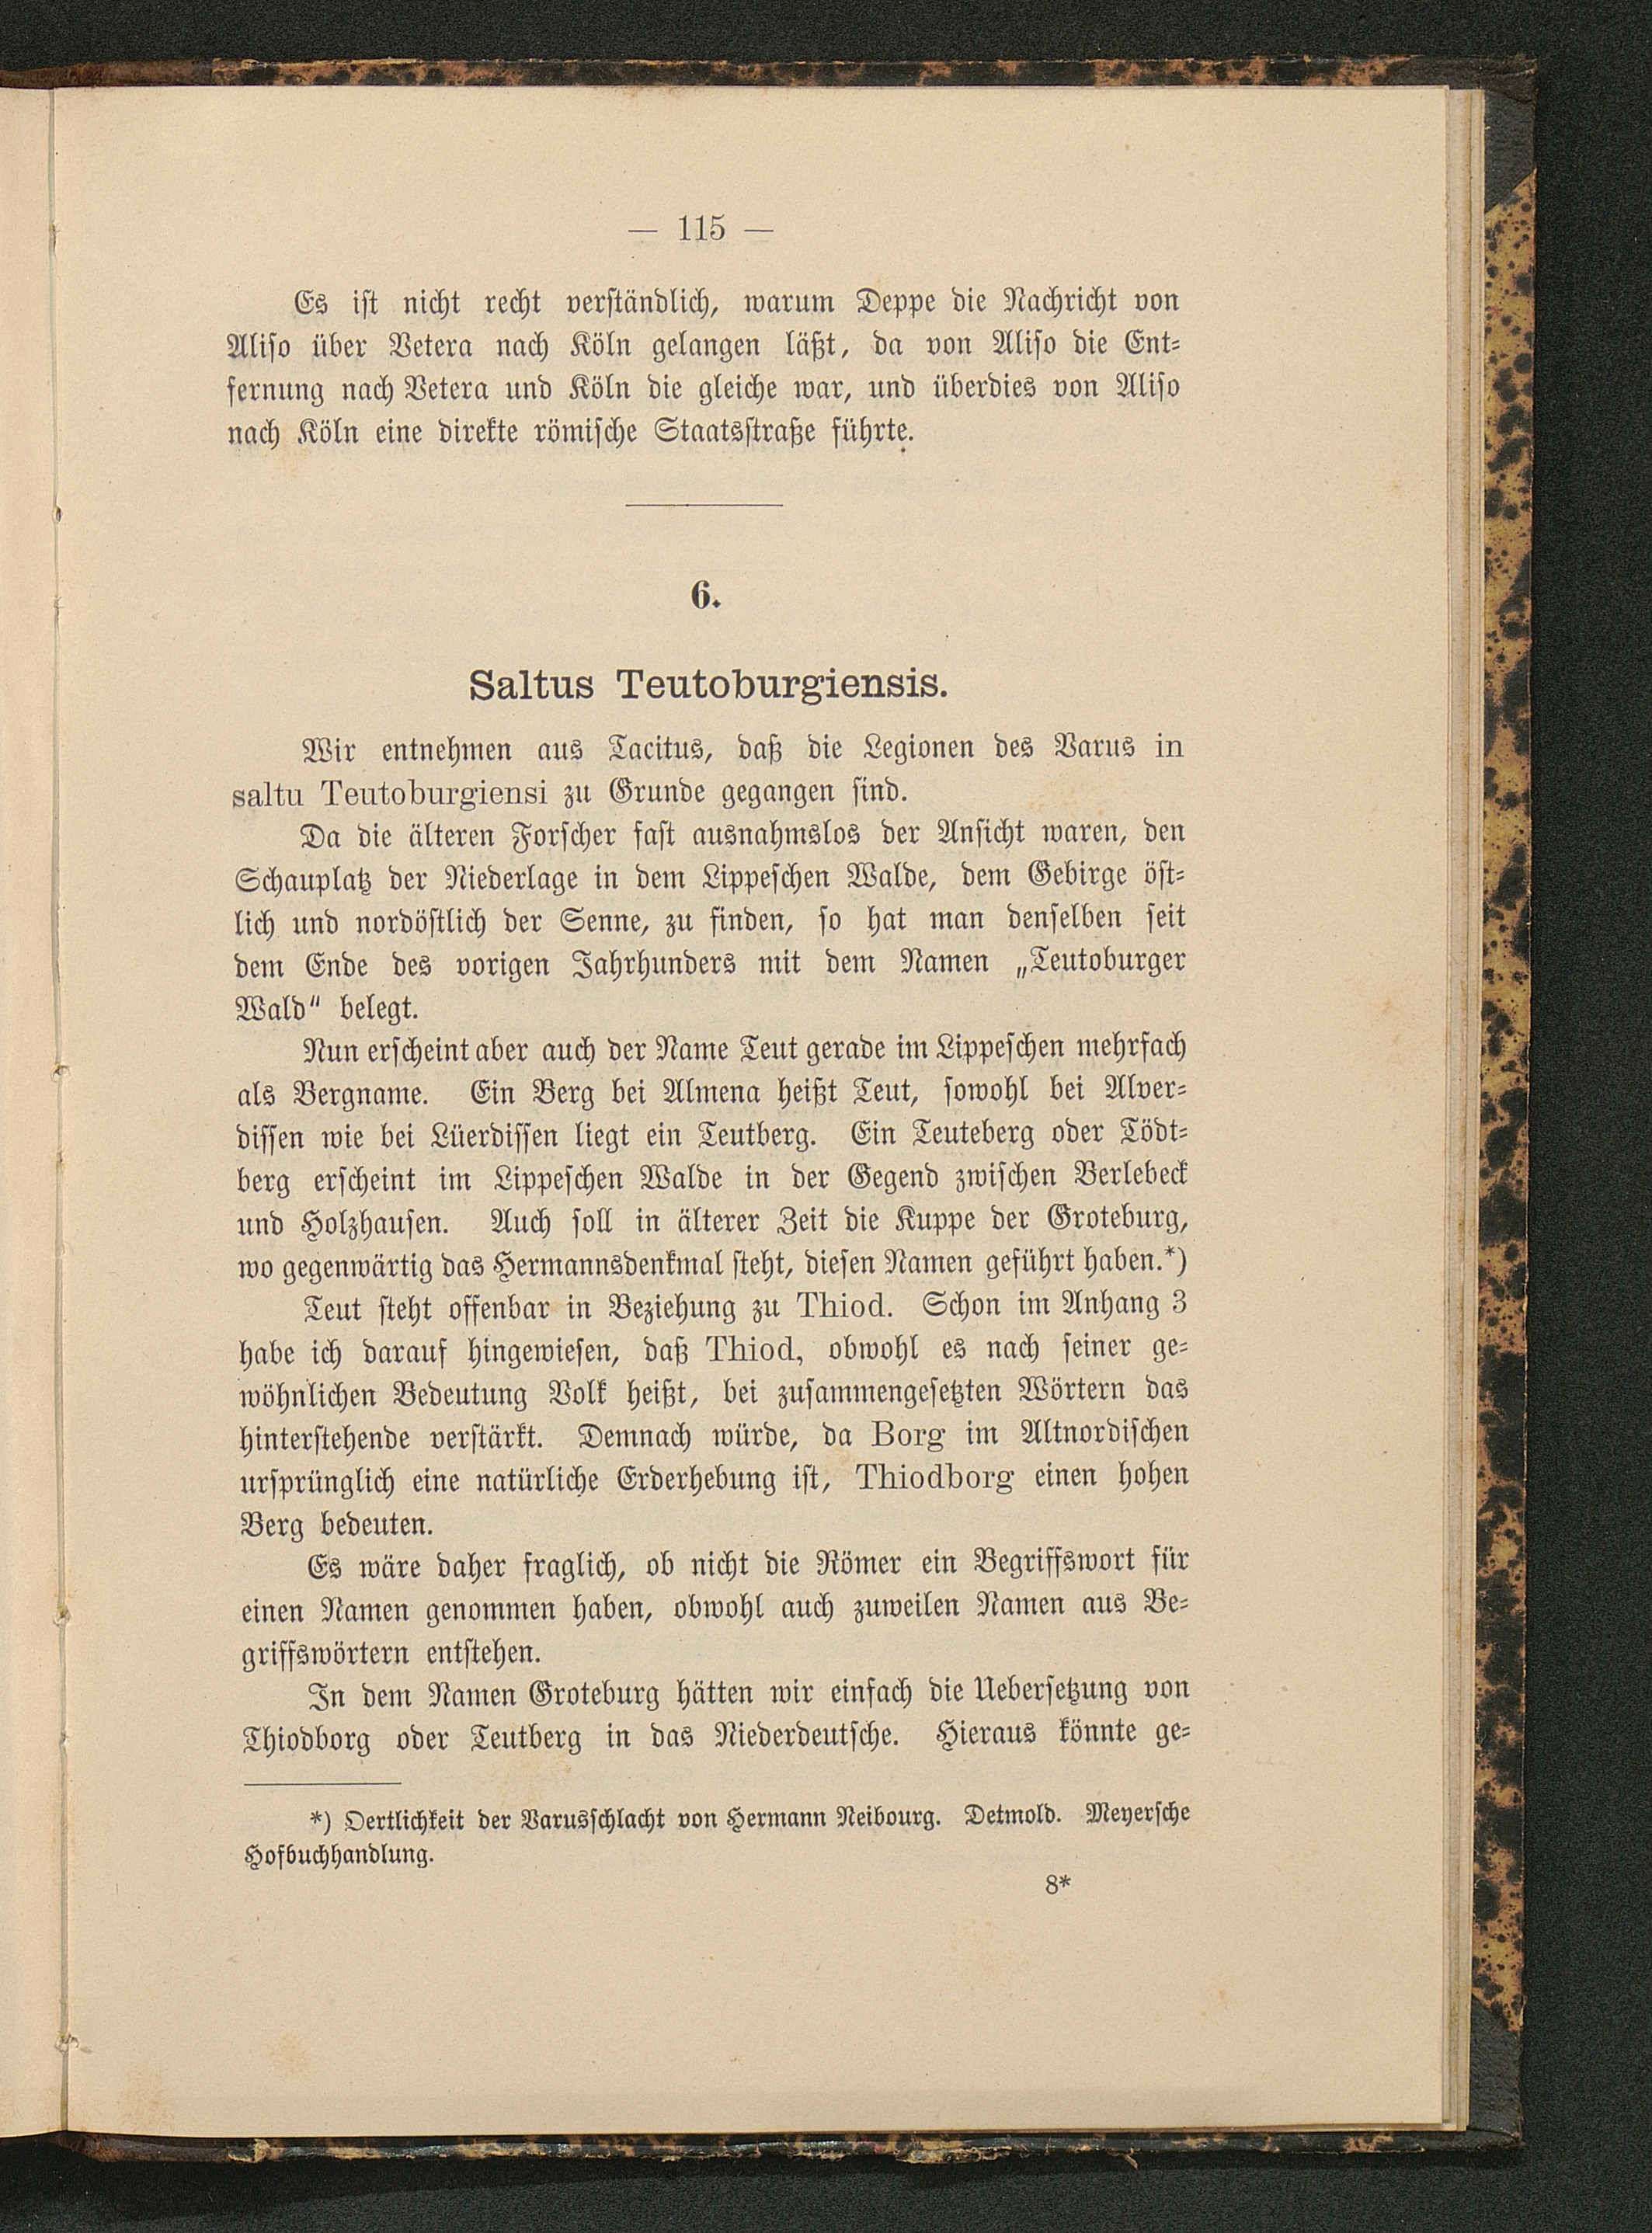 — 115 —
Es ist nicht recht verständlich, warum Deppe die Nachricht von
Aliso über Vetera nach Köln gelangen läßt, da von Aliso die Ent-
fernung nach Vetera und Köln die gleiche war, und überdies von Aliso
nach Köln eine direkte römische Staatsstraße führte.
6.
Saltus Teutoburgiensis.
Wir entnehmen aus Tacitus, daß die Legionen des Varus in
saltu Teutoburgiensi zu Grunde gegangen sind.
Da die älteren Forscher fast ausnahmslos der Ansicht waren, den
Schauplatz der Niederlage in dem Lippeschen Walde, dem Gebirge öst-
lich und nordöstlich der Senne, zu finden, so hat man denselben seit
dem Ende des vorigen Jahrhunders mit dem Namen „Teutoburger
Wald“ belegt.
Nun erscheint aber auch der Name Teut gerade im Lippeschen mehrfach
als Bergname. Ein Berg bei Almena heißt Teut, sowohl bei Alver-
dissen wie bei Lüerdissen liegt ein Teutberg. Ein Teuteberg oder Tödt-
berg erscheint im Lippeschen Walde in der Gegend zwischen Berlebeck
und Holzhausen. Auch soll in älterer Zeit die Kuppe der Groteburg,
wo gegenwärtig das Hermannsdenkmal steht, diesen Namen geführt haben.*)
Teut steht offenbar in Beziehung zu Thiod. Schon im Anhang 3
habe ich darauf hingewiesen, daß Thiod, obwohl es nach seiner ge-
wöhnlichen Bedeutung Volk heißt, bei zusammengesetzten Wörtern das
hinterstehende verstärkt. Demnach würde, da Borg im Altnordischen
ursprünglich eine natürliche Erderhebung ist, Thiodborg einen hohen
Berg bedeuten.
Es wäre daher fraglich, ob nicht die Römer ein Begriffswort für
einen Namen genommen haben, obwohl auch zuweilen Namen aus Be-
griffswörtern entstehen.
In dem Namen Groteburg hätten wir einfach die Uebersetzung von
Thiodborg oder Teutberg in das Niederdeutsche. Hieraus könnte ge-
*) Oertlichkeit der Varusschlacht von Hermann Neibourg. Detmold. Meyersche
Hofbuchhandlung.
8*